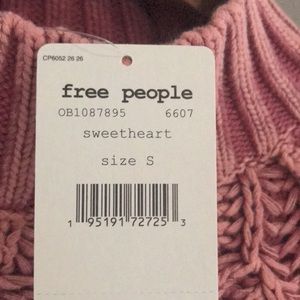 CP6052 26 26
free people
OB1087895 6607
sweetheart
size S
1 95191 72725 3